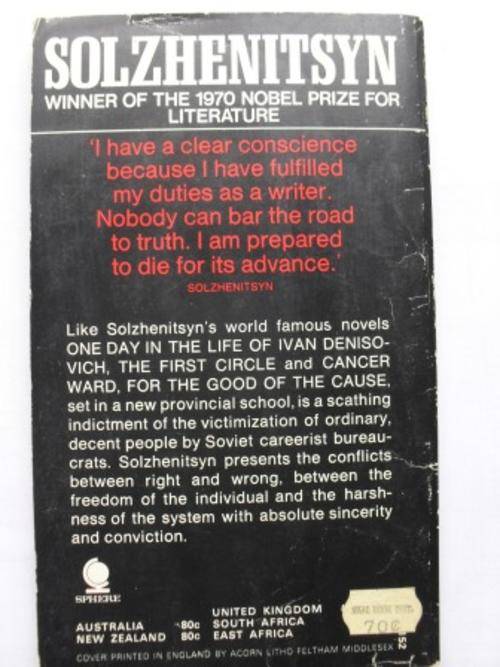 SOLZHENITSYN
WINNER OF THE 1970 NOBEL PRIZE FOR
LITERATURE
'I have a clear conscience
because I have fulfilled
my duties as a writer.
Nobody can bar the road
to truth. I am prepared
to die for its advance.'
SOLZHENITSYN
Like Solzhenitsyn's world famous novels
ONE DAY IN THE LIFE OF IVAN DENISO-
VICH, THE FIRST CIRCLE and CANCER
WARD, FOR THE GOOD OF THE CAUSE,
set in a new provincial school, is a scathing
indictment of the victimization of ordinary,
decent people by Soviet careerist bureau-
crats. Solzhenitsyn presents the conflicts
between right and wrong, between the
freedom of the individual and the harsh-
ness of the system with absolute sincerity
and conviction.
SPHERE
UNITED KINGDOM
AUSTRALIA 80c SOUTH AFRICA
NEW ZEALAND 80c EAST AFRICA
70c
52
COVER PRINTED IN ENGLAND BY ACORN LITHO FELTHAM MIDDLESEX